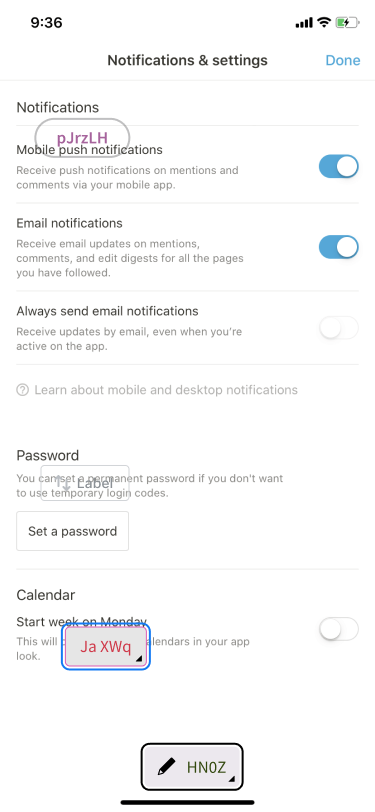 9:36
Notifications & settings
Done
Notifications
pJrzLH
Mobile push notifications
Receive push notifications on mentions and
comments via your mobile app.
Email notifications
Receive email updates on mentions,
comments, and edit digests for all the pages
you have followed.
Always send email notifications
Receive updates by email, even when you're
active on the app.
Learn about mobile and desktop notifications
Password
You can set a permanent password if you don't want
Label
to use temporary login codes.
Set a password
Calendar
Start week on Monday
This will calendars in your app
look.
Ja XWq
HN0Z